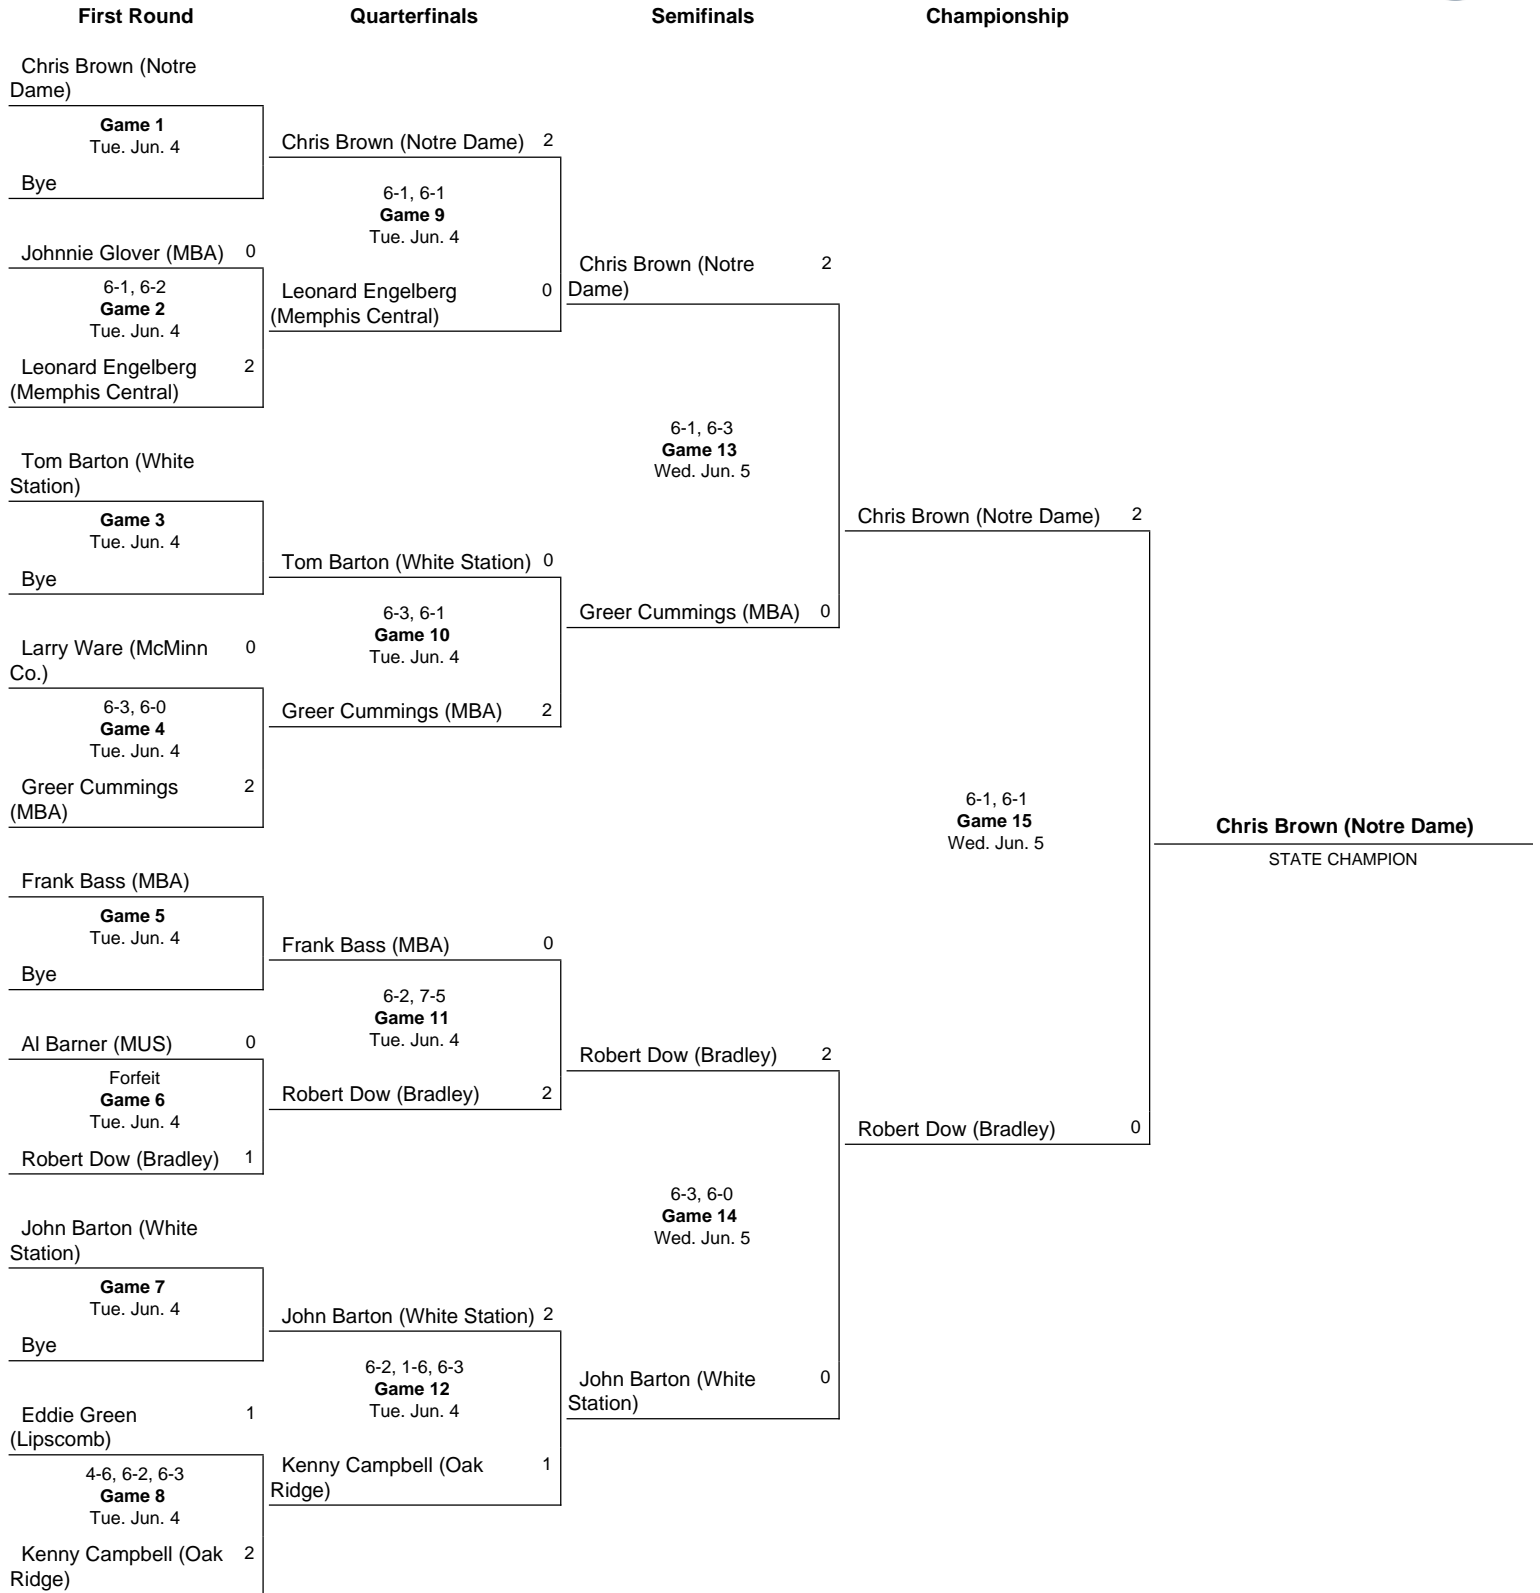 First Round
Quarterfinals
Semifinals
Championship
Chris Brown (Notre
Dame)
Game 1
Tue. Jun. 4
Bye
Johnnie Glover (MBA) 0
6-1, 6-2
Game 2
Tue. Jun. 4
Leonard Engelberg 2
(Memphis Central)
Tom Barton (White
Station)
Game 3
Tue. Jun. 4
Bye
Larry Ware (McMinn 0
Co.)
6-3, 6-0
Game 4
Tue. Jun. 4
Greer Cummings 2
(MBA)
Frank Bass (MBA)
Game 5
Tue. Jun. 4
Bye
Al Barner (MUS) 0
Forfeit
Game 6
Tue. Jun. 4
Robert Dow (Bradley) 1
John Barton (White
Station)
Game 7
Tue. Jun. 4
Bye
Eddie Green 1
(Lipscomb)
4-6, 6-2, 6-3
Game 8
Tue. Jun. 4
Kenny Campbell (Oak 2
Ridge)
Chris Brown (Notre Dame) 2
6-1, 6-1
Game 9
Tue. Jun. 4
Leonard Engelberg 0
(Memphis Central)
Tom Barton (White Station) 0
6-3, 6-1
Game 10
Tue. Jun. 4
Greer Cummings (MBA) 2
Frank Bass (MBA) 0
6-2, 7-5
Game 11
Tue. Jun. 4
Robert Dow (Bradley) 2
John Barton (White Station) 2
6-2, 1-6, 6-3
Game 12
Tue. Jun. 4
Kenny Campbell (Oak 1
Ridge)
Chris Brown (Notre 2
Dame)
6-1, 6-3
Game 13
Wed. Jun. 5
Greer Cummings (MBA) 0
Robert Dow (Bradley) 2
6-3, 6-0
Game 14
Wed. Jun. 5
John Barton (White 0
Station)
Chris Brown (Notre Dame) 2
6-1, 6-1
Game 15
Wed. Jun. 5
Robert Dow (Bradley) 0
Chris Brown (Notre Dame)
STATE CHAMPION